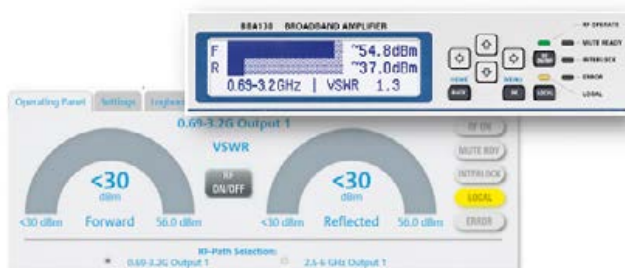 BBA130 BROADBAND AMPLIFIER
F ~54.8dBm
R ~37.0dBm
0.69-3.2GHz | VSWR 1.3
RF OPERATE
MUTE READY
INTERLOCK
ERROR
LOCAL
HOME
MENU
BACK
OK
LOCAL
Operating Panel Settings Logbook
0.69-3.2G Output 1
VSWR
<30
dBm
<30 dBm Forward 56.0 dBm
RF
ON/OFF
<30
dBm
<30 dBm Reflected 56.0 dBm
RF ON
MUTE RDY
INTERLOCK
LOCAL
ERROR
RF-Path Selection:
0.69-3.2G Output 1 2.5-6 GHz Output 1